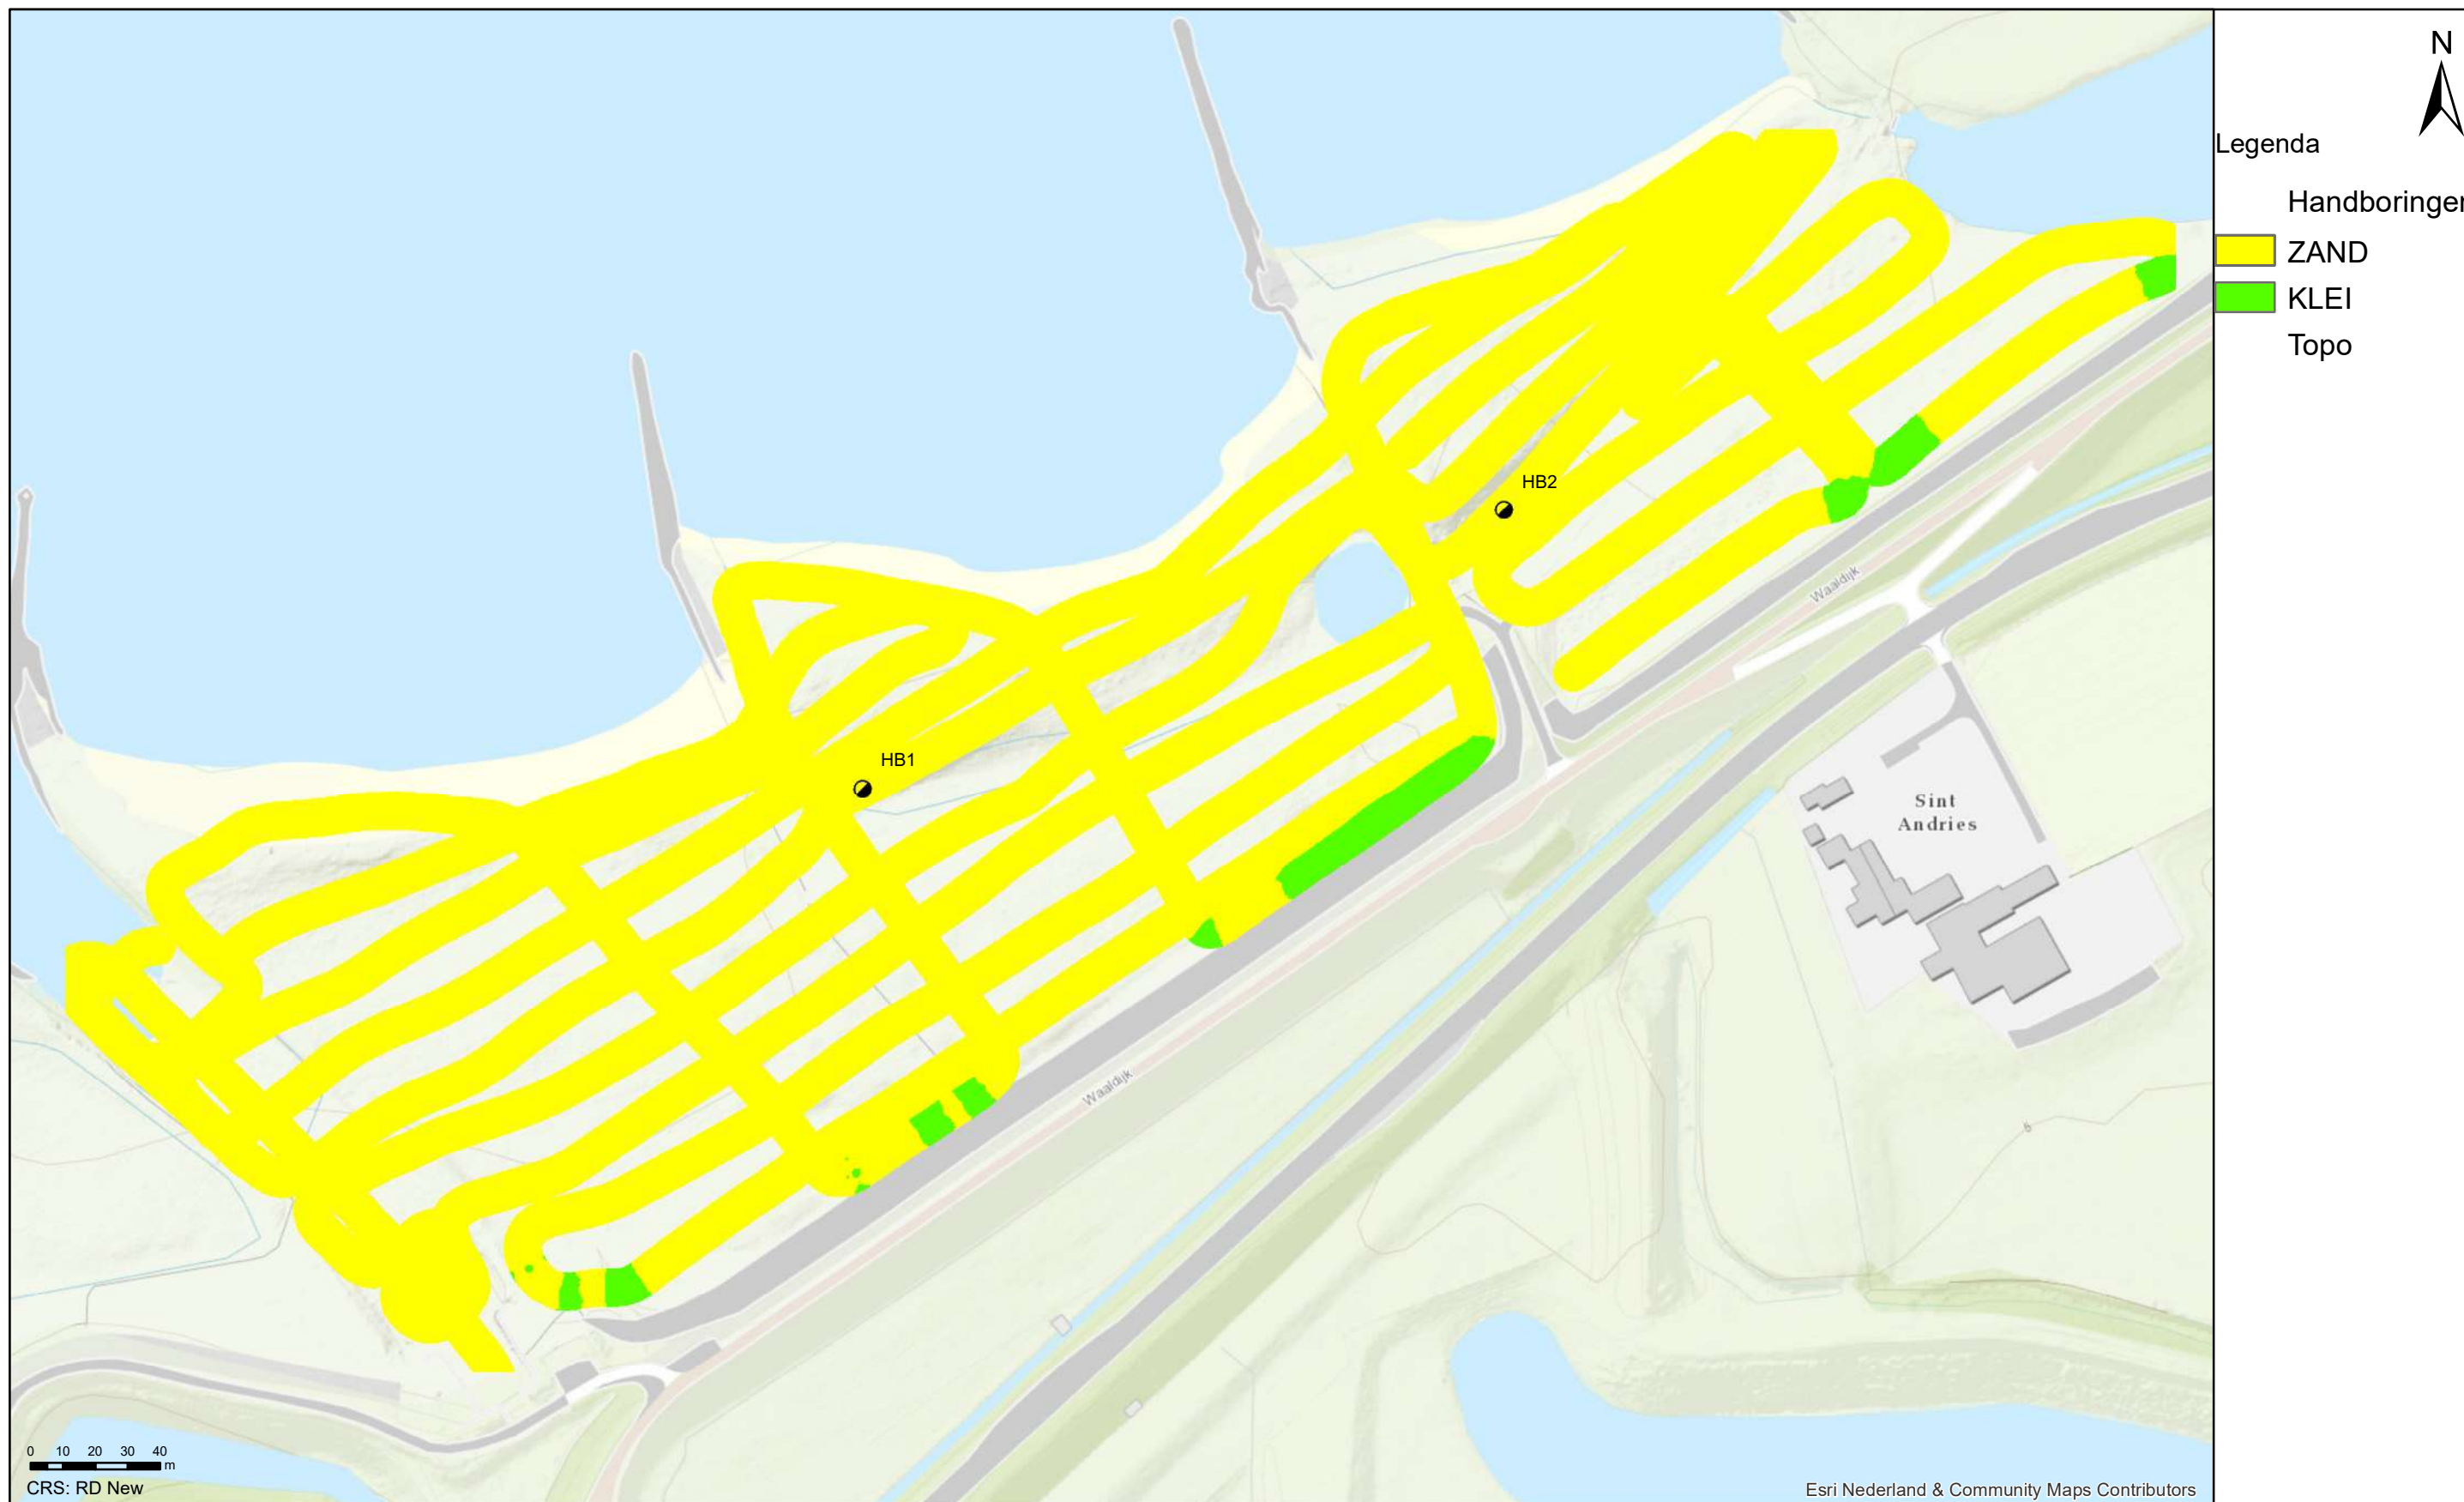 N
Legenda
Handboringen
ZAND
KLEI
Topo
HB2
Waaldijk
HB1
Sint
Andries
Waaldijk
5
0 10 20 30 40
m
CRS: RD New
Esri Nederland & Community Maps Contributors